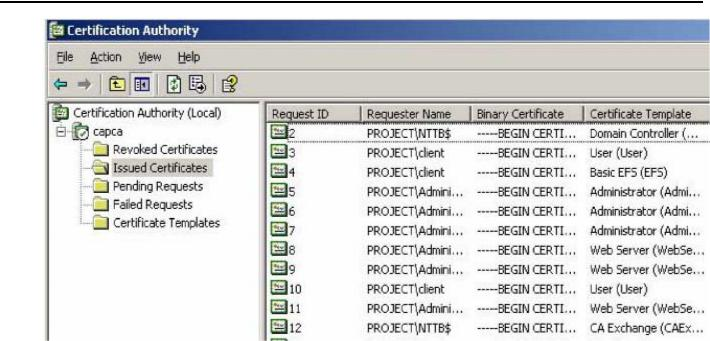 Certification Authority
File Action View Help
Certification Authority (Local)
capca
Revoked Certificates
Issued Certificates
Pending Requests
Failed Requests
Certificate Templates
Request ID Requester Name Binary Certificate Certificate Template
2 PROJECT\NTTB$ -----BEGIN CERTI... Domain Controller (...
3 PROJECT\client -----BEGIN CERTI... User (User)
4 PROJECT\client -----BEGIN CERTI... Basic EFS (EFS)
5 PROJECT\Admini... -----BEGIN CERTI... Administrator (Admi...
6 PROJECT\Admini... -----BEGIN CERTI... Administrator (Admi...
7 PROJECT\Admini... -----BEGIN CERTI... Administrator (Admi...
8 PROJECT\Admini... -----BEGIN CERTI... Web Server (WebSe...
9 PROJECT\Admini... -----BEGIN CERTI... Web Server (WebSe...
10 PROJECT\client -----BEGIN CERTI... User (User)
11 PROJECT\Admini... -----BEGIN CERTI... Web Server (WebSe...
12 PROJECT\NTTB$ -----BEGIN CERTI... CA Exchange (CAEx...